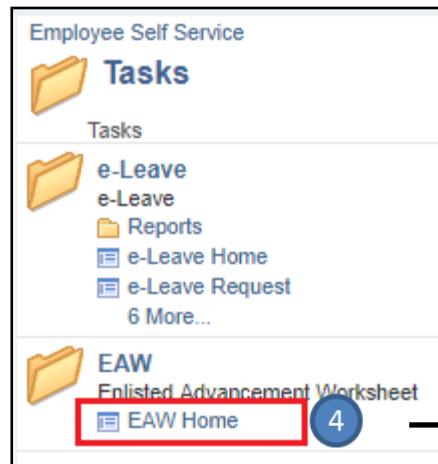 Employee Self Service
Tasks
Tasks
e-Leave
e-Leave
Reports
e-Leave Home
e-Leave Request
6 More...
EAW
Enlisted Advancement Worksheet
EAW Home
4